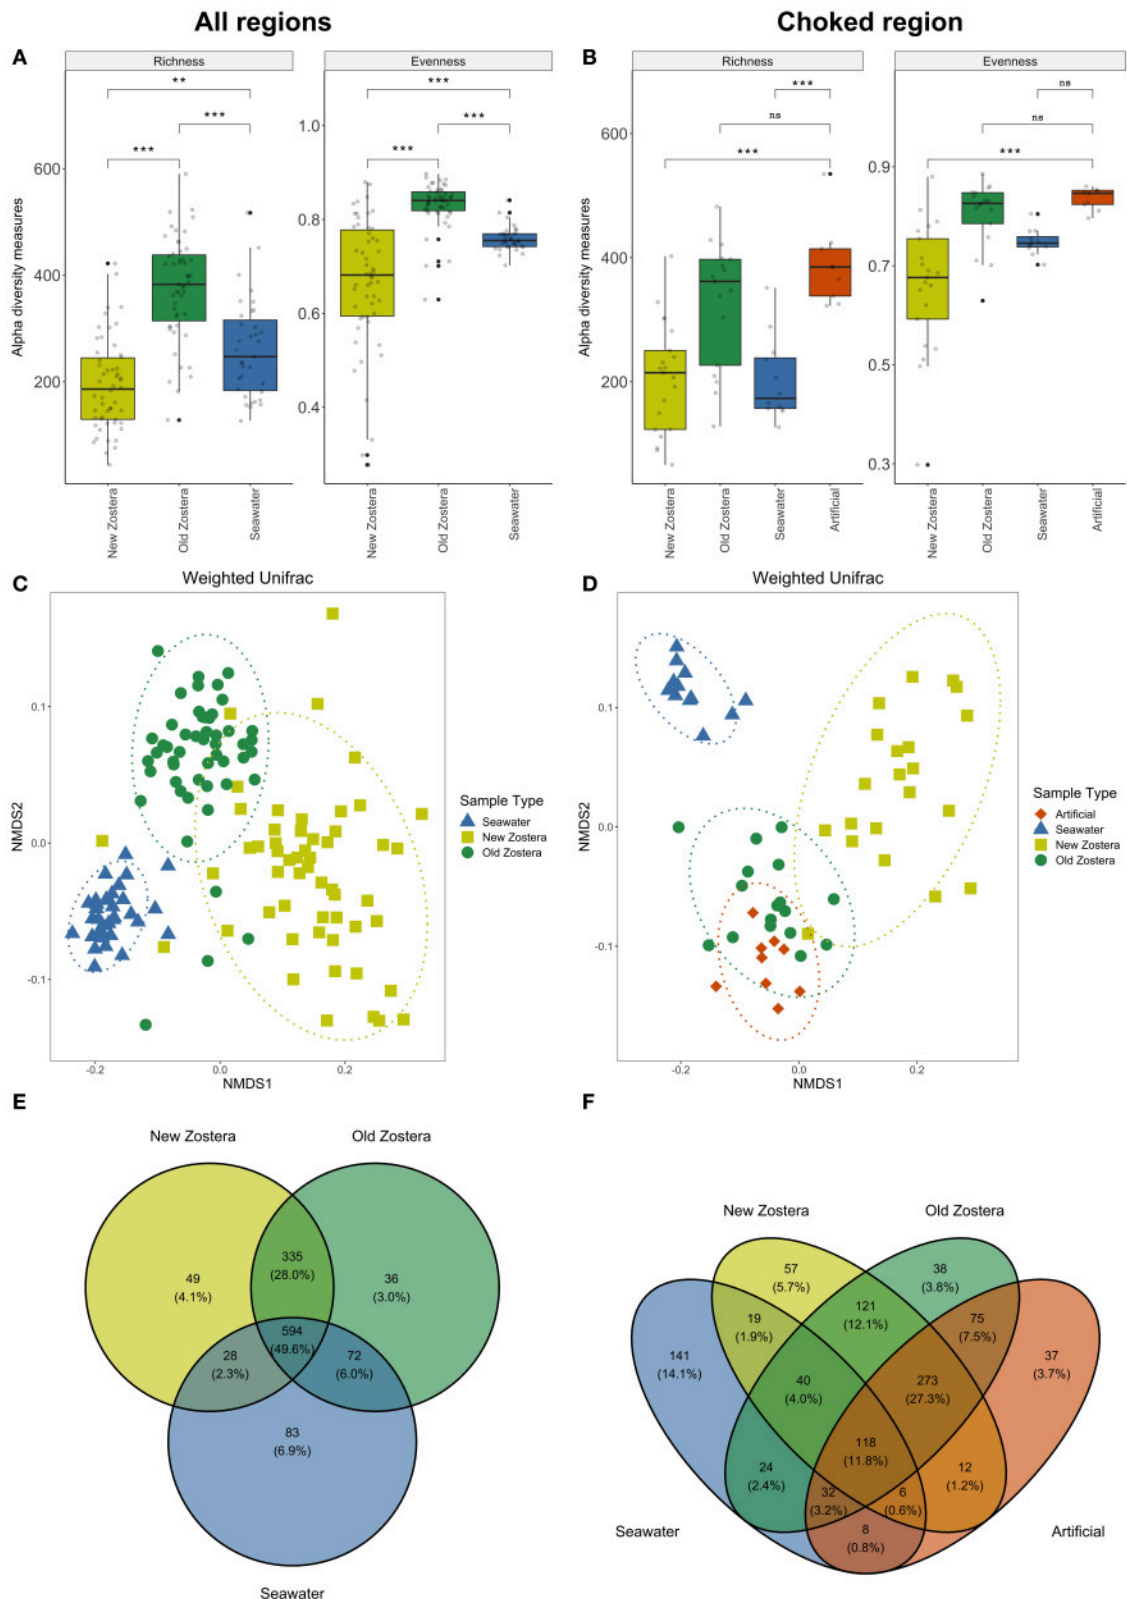 All regions
Choked region
A
B
Richness
Evenness
Richness
Evenness
**
***
***
***
***
***
***
ns
***
ns
ns
***
Alpha diversity measures
600
400
200
1.0
0.8
0.6
0.4
Alpha diversity measures
600
400
200
0.9
0.7
0.5
0.3
New Zostera
Old Zostera
Seawater
New Zostera
Old Zostera
Seawater
New Zostera
Old Zostera
Seawater
Artificial
New Zostera
Old Zostera
Seawater
Artificial
C
Weighted Unifrac
D
Weighted Unifrac
NMDS2
0.1
0.0
-0.1
-0.2
0.0
0.2
NMDS1
Sample Type
Seawater
New Zostera
Old Zostera
NMDS2
0.1
0.0
-0.1
-0.2
0.0
0.2
NMDS1
Sample Type
Artificial
Seawater
New Zostera
Old Zostera
E
New Zostera
Old Zostera
335
(28.0%)
49
(4.1%)
36
(3.0%)
594
(49.6%)
28
(2.3%)
72
(6.0%)
83
(6.9%)
Seawater
F
New Zostera
Old Zostera
57
(5.7%)
38
(3.8%)
19
(1.9%)
121
(12.1%)
75
(7.5%)
141
(14.1%)
37
(3.7%)
40
(4.0%)
273
(27.3%)
118
(11.8%)
24
(2.4%)
12
(1.2%)
32
(3.2%)
6
(0.6%)
8
(0.8%)
Seawater
Artificial